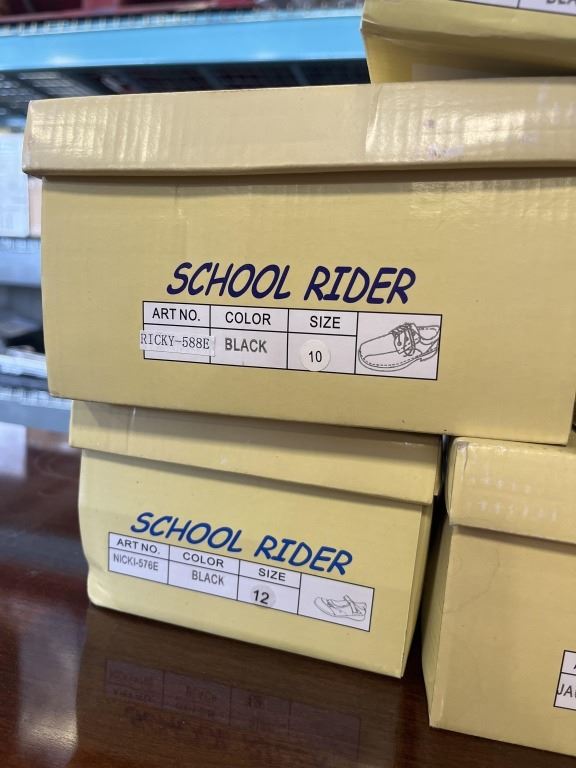 SCHOOL RIDER
ART NO. COLOR SIZE
RICKY-588E BLACK 10
SCHOOL RIDER
ART NO. COLOR SIZE
NICKI-576E BLACK 12